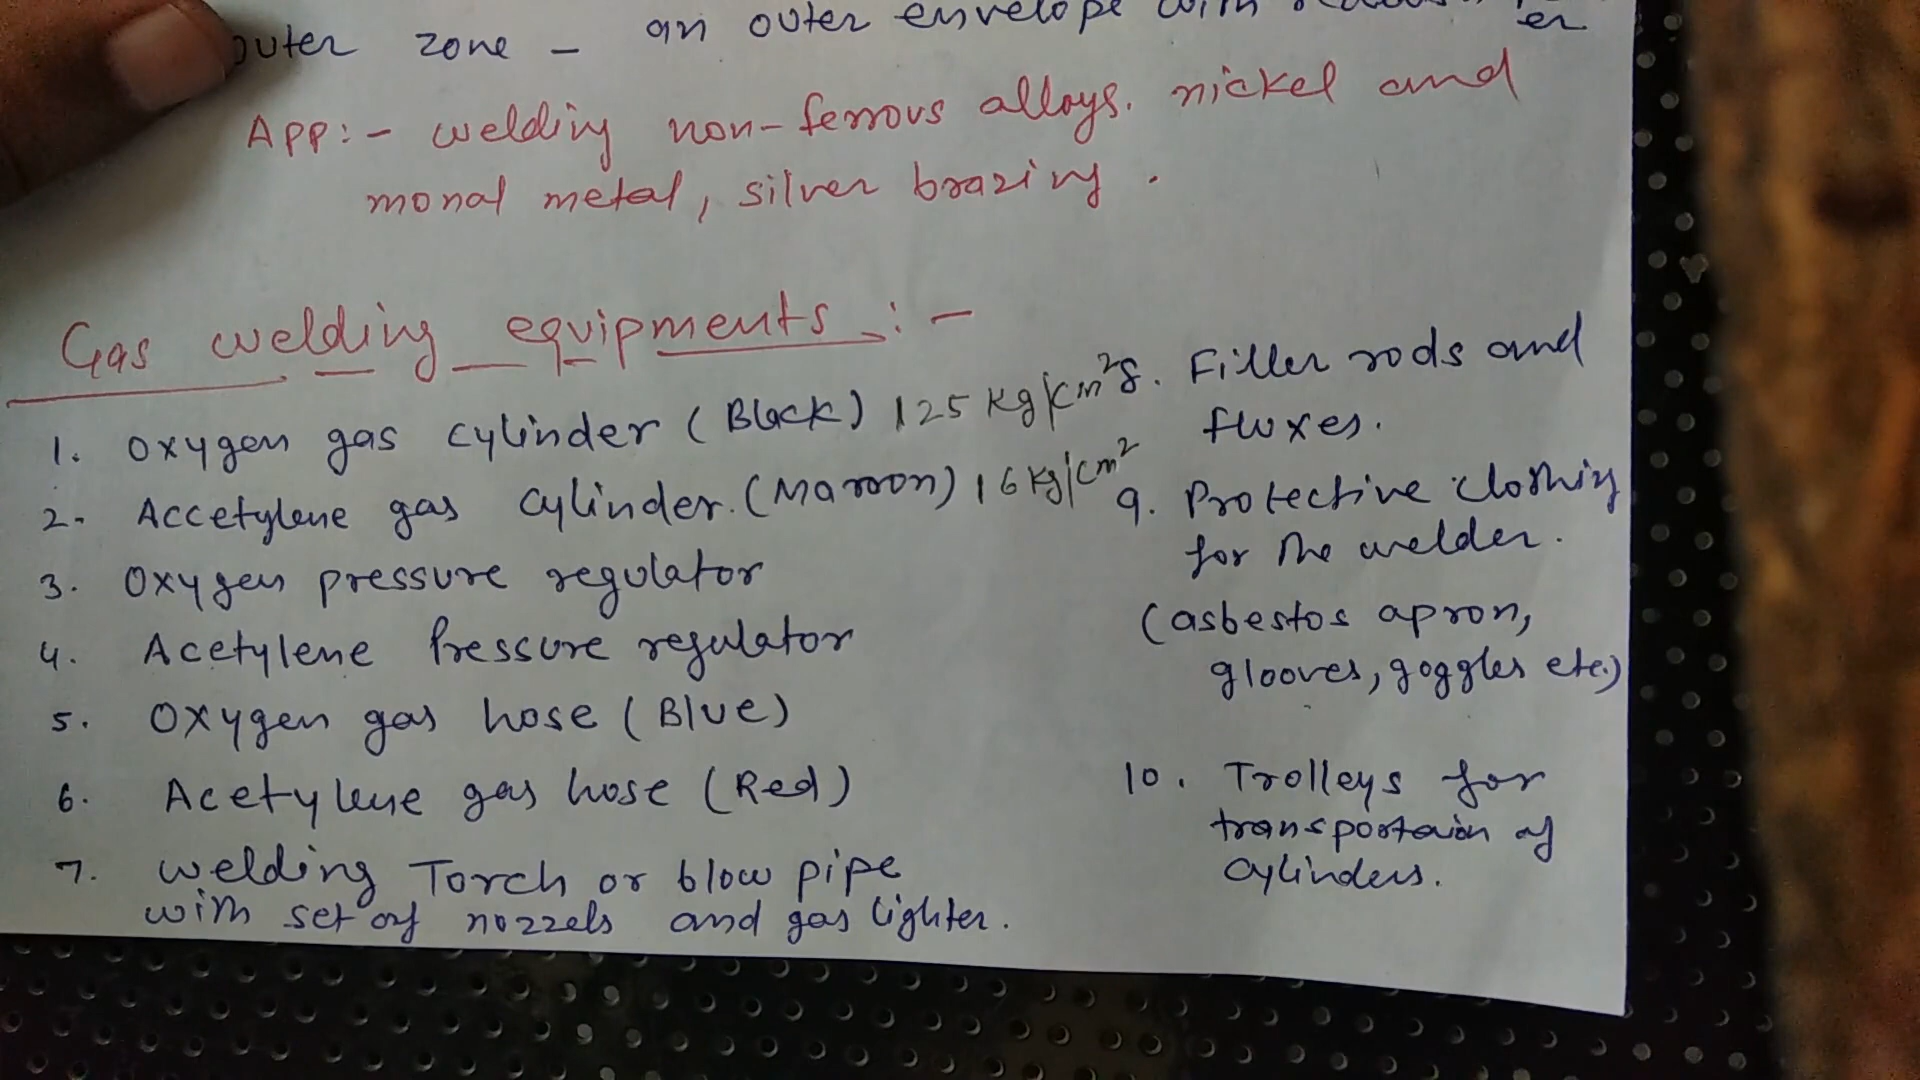 outer zone - an outer envelope with
er
App:- welding non-ferrous alloys. nickel and
monal metal, silver brazing.
Gas welding equipments :-
1. Oxygen gas cylinder (Black) 125 kg/cm²
2. Accetylene gas cylinder. (Maroon) 16 kg/cm²
3. Oxygen pressure regulator
4. Acetylene Pressure regulator
5. Oxygen gas hose (Blue)
6. Acetylene gas hose (Red)
7. welding Torch or blow pipe
with set of nozzels and gas lighter.
8. Filler rods and
fluxes.
9. Protective clothing
for the welder.
(asbestos apron,
glooves, goggles etc.)
10. Trolleys for
transportaion of
cylinders.